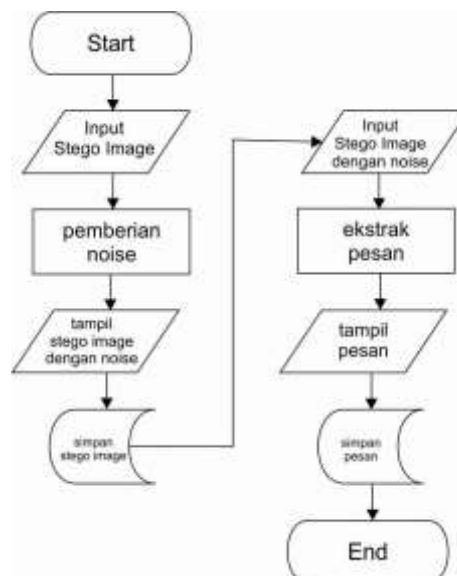 Start
Input
Stego Image
pemberian
noise
tampil
stego image
dengan noise
simpan
stego image
Input
Stego Image
dengan noise
ekstrak
pesan
tampil
pesan
simpan
pesan
End